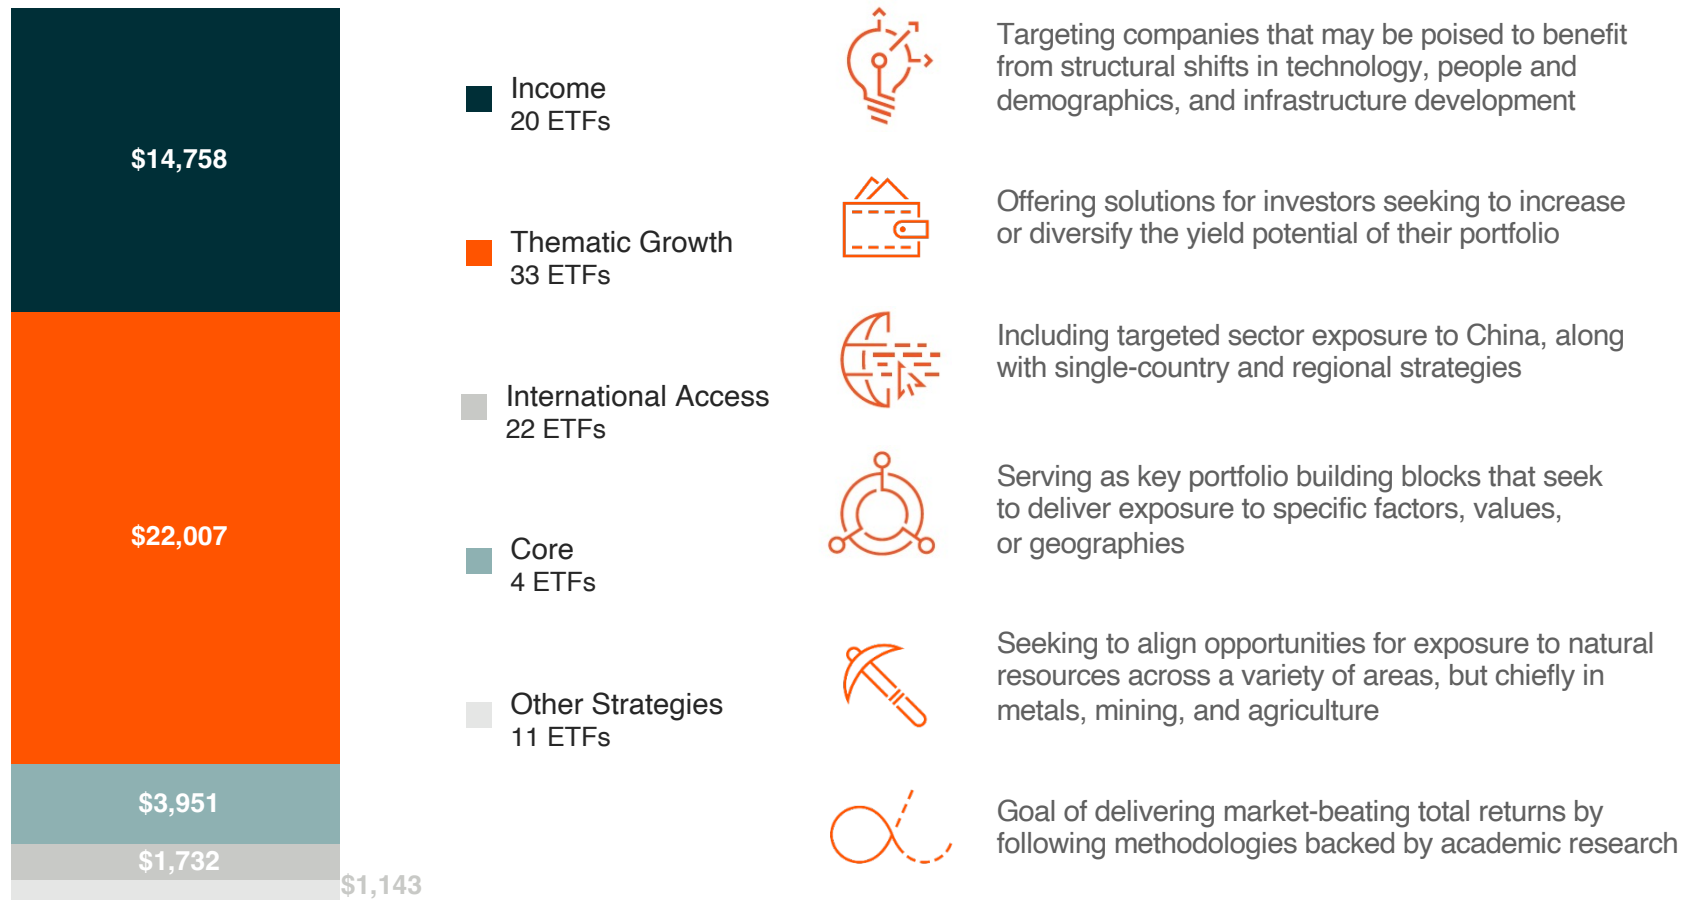 $14,758
$22,007
$3,951
$1,732
$1,143
Income
20 ETFs
Thematic Growth
33 ETFs
International Access
22 ETFs
Core
4 ETFs
Other Strategies
11 ETFs
Targeting companies that may be poised to benefit
from structural shifts in technology, people and
demographics, and infrastructure development
Offering solutions for investors seeking to increase
or diversify the yield potential of their portfolio
Including targeted sector exposure to China, along
with single-country and regional strategies
Serving as key portfolio building blocks that seek
to deliver exposure to specific factors, values,
or geographies
Seeking to align opportunities for exposure to natural
resources across a variety of areas, but chiefly in
metals, mining, and agriculture
Goal of delivering market-beating total returns by
following methodologies backed by academic research